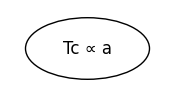 Tc ∝ a